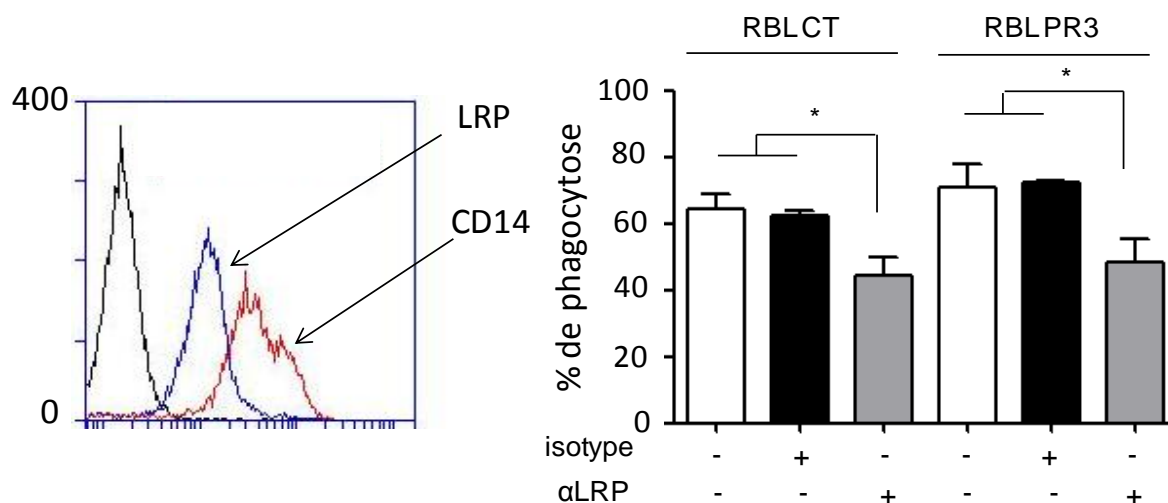 400
0
LRP
CD14
RBLCT RBLPR3
* *
% de phagocytose
100
80
60
40
20
0
isotype - + - - + -
αLRP - - + - - +